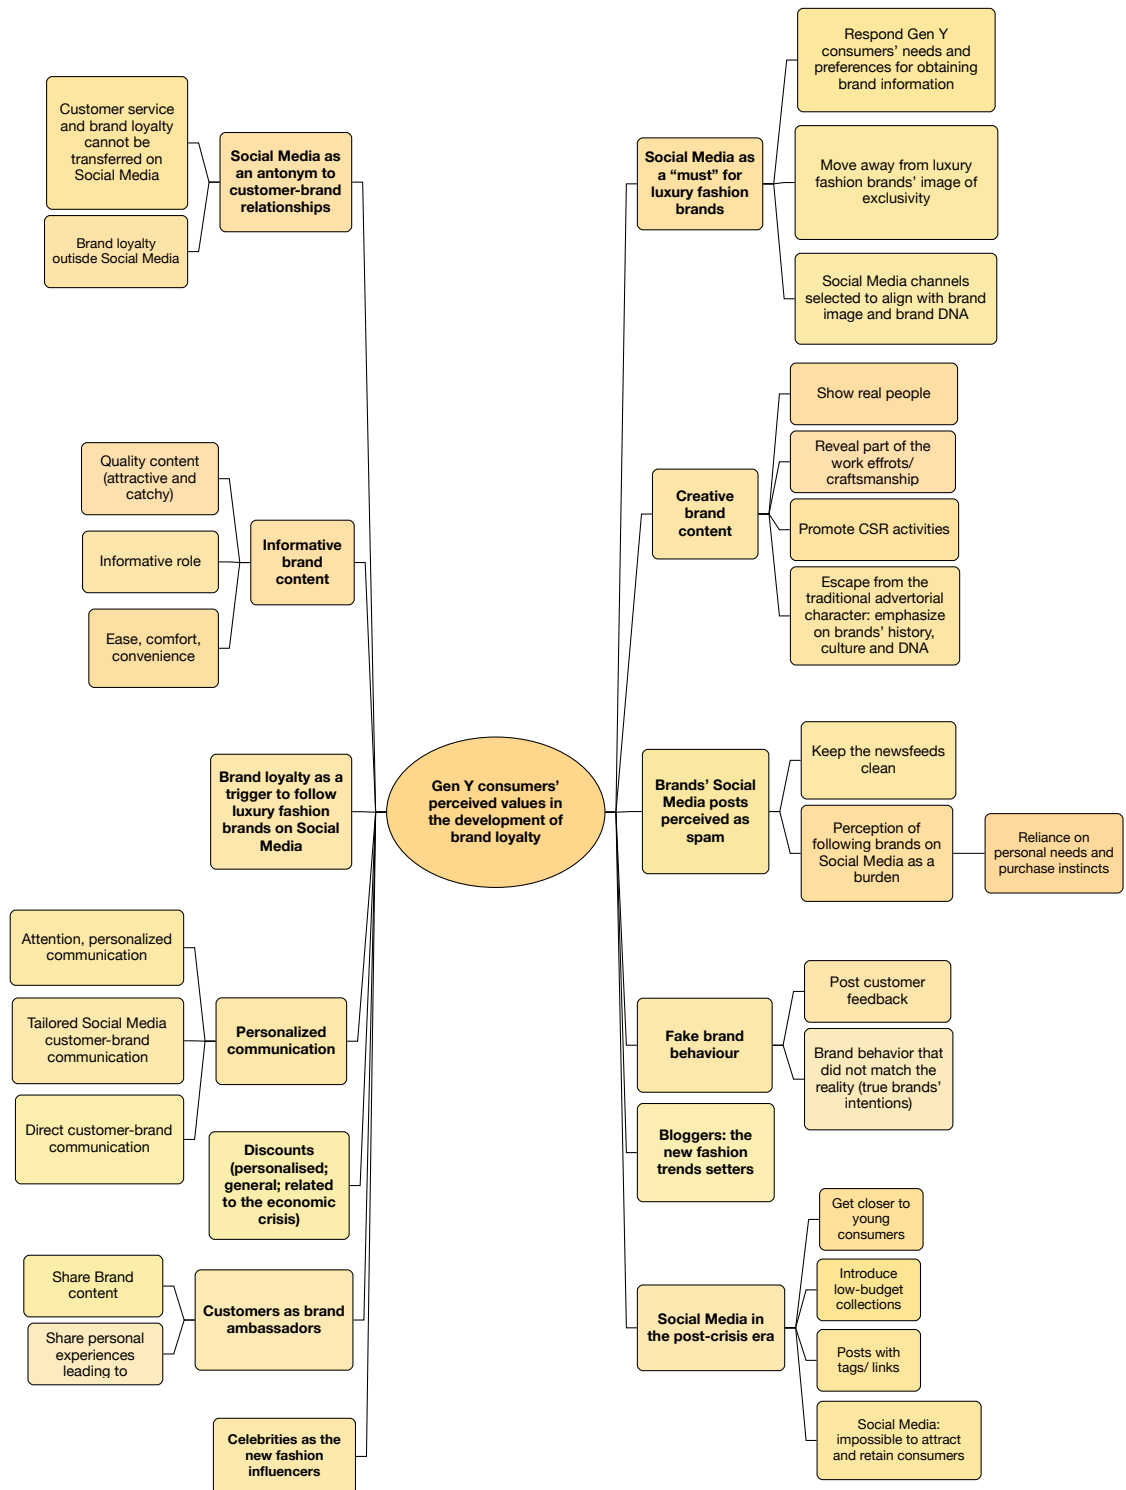 Customer service
and brand loyalty
cannot be
transferred on
Social Media
Brand loyalty
outisde Social Media
Social Media as
an antonym to
customer-brand
relationships
Quality content
(attractive and
catchy)
Informative role
Ease, comfort,
convenience
Informative
brand
content
Brand loyalty as a
trigger to follow
luxury fashion
brands on Social
Media
Attention, personalized
communication
Tailored Social Media
customer-brand
communication
Direct customer-brand
communication
Personalized
communication
Discounts
(personalised;
general; related
to the economic
crisis)
Share Brand
content
Share personal
experiences
leading to
Customers as brand
ambassadors
Celebrities as the
new fashion
influencers
Gen Y consumers’
perceived values in
the development of
brand loyalty
Social Media as
a “must” for
luxury fashion
brands
Respond Gen Y
consumers’ needs and
preferences for obtaining
brand information
Move away from luxury
fashion brands’ image of
exclusivity
Social Media channels
selected to align with brand
image and brand DNA
Creative
brand
content
Show real people
Reveal part of the
work effrots/
craftsmanship
Promote CSR activities
Escape from the
traditional advertorial
character: emphasize
on brands’ history,
culture and DNA
Brands’ Social
Media posts
perceived as
spam
Keep the newsfeeds
clean
Perception of
following brands on
Social Media as a
burden
Reliance on
personal needs and
purchase instincts
Fake brand
behaviour
Post customer
feedback
Brand behavior that
did not match the
reality (true brands’
intentions)
Bloggers: the
new fashion
trends setters
Social Media in
the post-crisis era
Get closer to
young
consumers
Introduce
low-budget
collections
Posts with
tags/ links
Social Media:
impossible to attract
and retain consumers